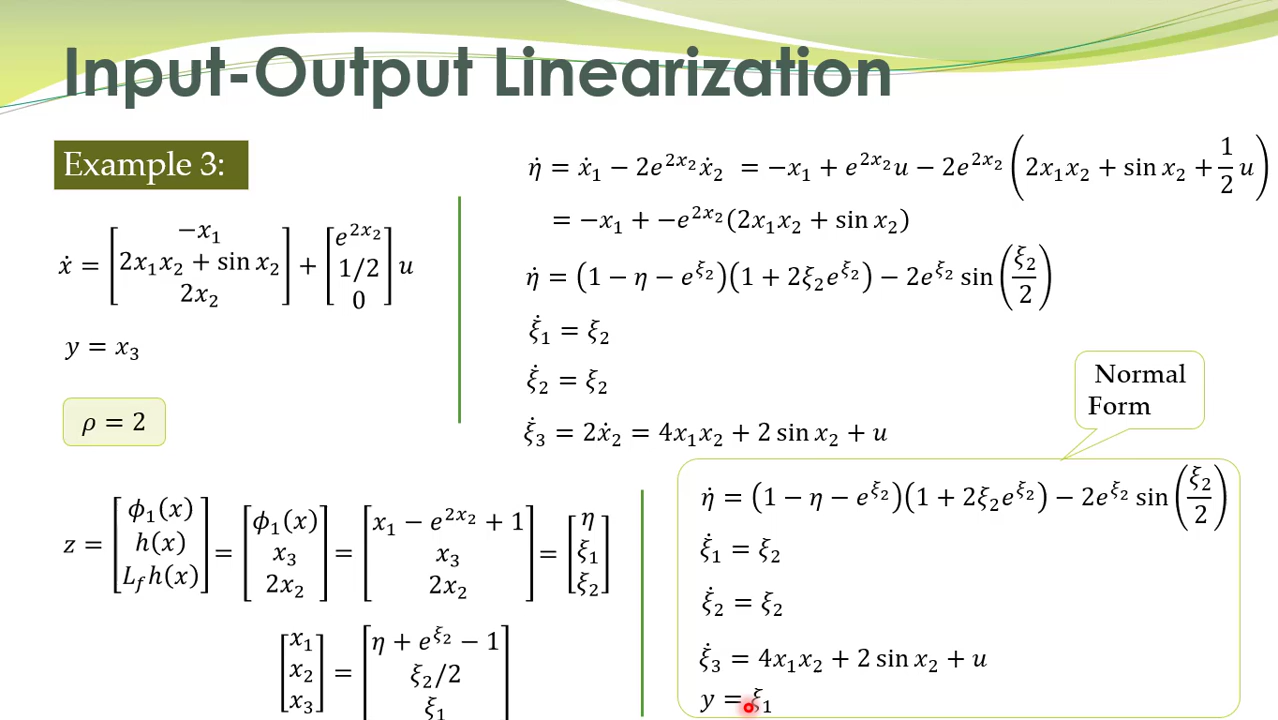 Input-Output Linearization
Example 3:
ẋ = [−x₁; 2x₁x₂ + sin x₂; 2x₂] + [e^{2x₂}; 1/2; 0] u
y = x₃
ρ = 2
z = [ϕ₁(x); h(x); L_f h(x)] = [ϕ₁(x); x₃; 2x₂] = [x₁ − e^{2x₂} + 1; x₃; 2x₂] = [η; ξ₁; ξ₂]
[x₁; x₂; x₃] = [η + e^{ξ₂} − 1; ξ₂/2; ξ₁]
η̇ = ẋ₁ − 2e^{2x₂}ẋ₂ = −x₁ + e^{2x₂}u − 2e^{2x₂}(2x₁x₂ + sin x₂ + 1/2 u)
= −x₁ + −e^{2x₂}(2x₁x₂ + sin x₂)
η̇ = (1 − η − e^{ξ₂})(1 + 2ξ₂e^{ξ₂}) − 2e^{ξ₂} sin(ξ₂/2)
ξ̇₁ = ξ₂
ξ̇₂ = ξ₂
ξ̇₃ = 2ẋ₂ = 4x₁x₂ + 2 sin x₂ + u
Normal
Form
η̇ = (1 − η − e^{ξ₂})(1 + 2ξ₂e^{ξ₂}) − 2e^{ξ₂} sin(ξ₂/2)
ξ̇₁ = ξ₂
ξ̇₂ = ξ₂
ξ̇₃ = 4x₁x₂ + 2 sin x₂ + u
y = ξ₁